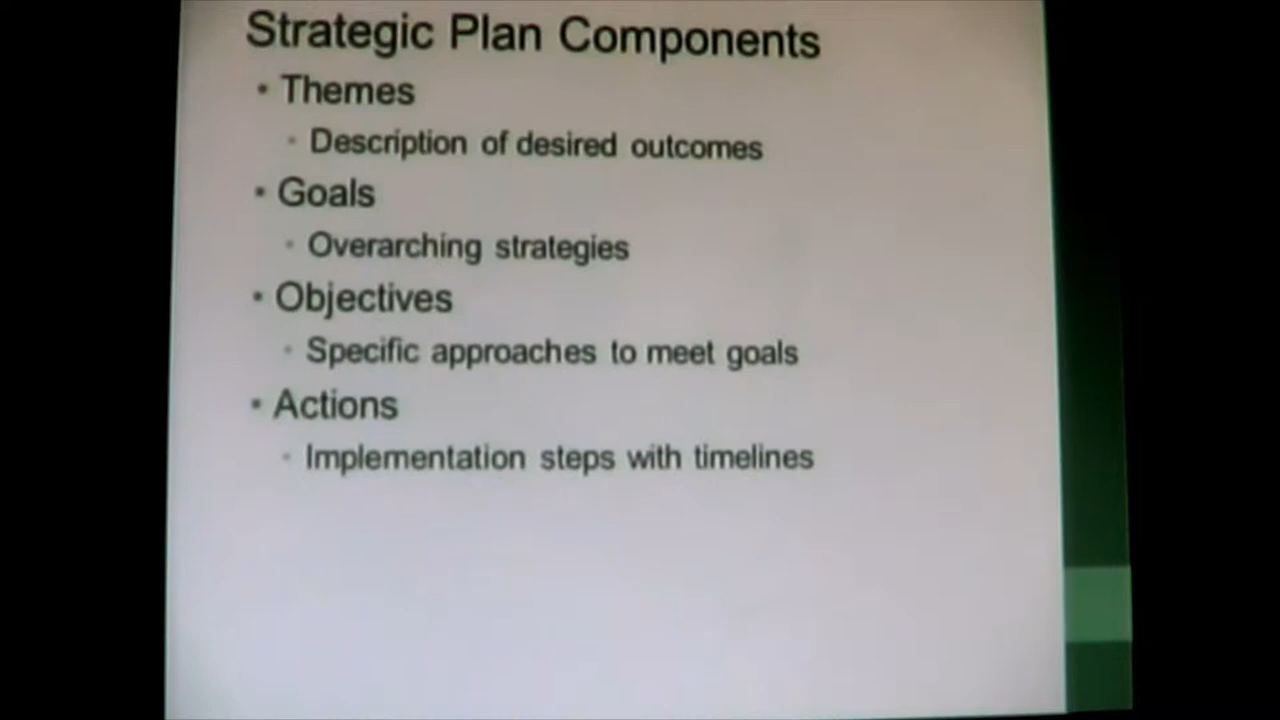 Strategic Plan Components
• Themes
• Description of desired outcomes
• Goals
• Overarching strategies
• Objectives
• Specific approaches to meet goals
• Actions
• Implementation steps with timelines